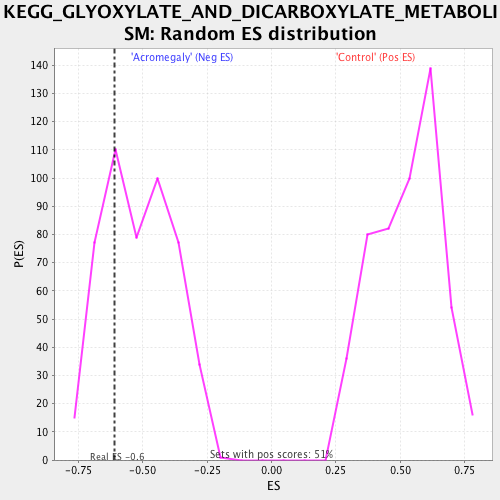 KEGG_GLYOXYLATE_AND_DICARBOXYLATE_METABOLI
SM: Random ES distribution
'Acromegaly' (Neg ES)
'Control' (Pos ES)
140
130
120
110
100
90
80
70
60
50
40
30
20
10
0
P(ES)
Real ES -0.6
Sets with pos scores: 51%
-0.75
-0.50
-0.25
0.00
0.25
0.50
0.75
ES